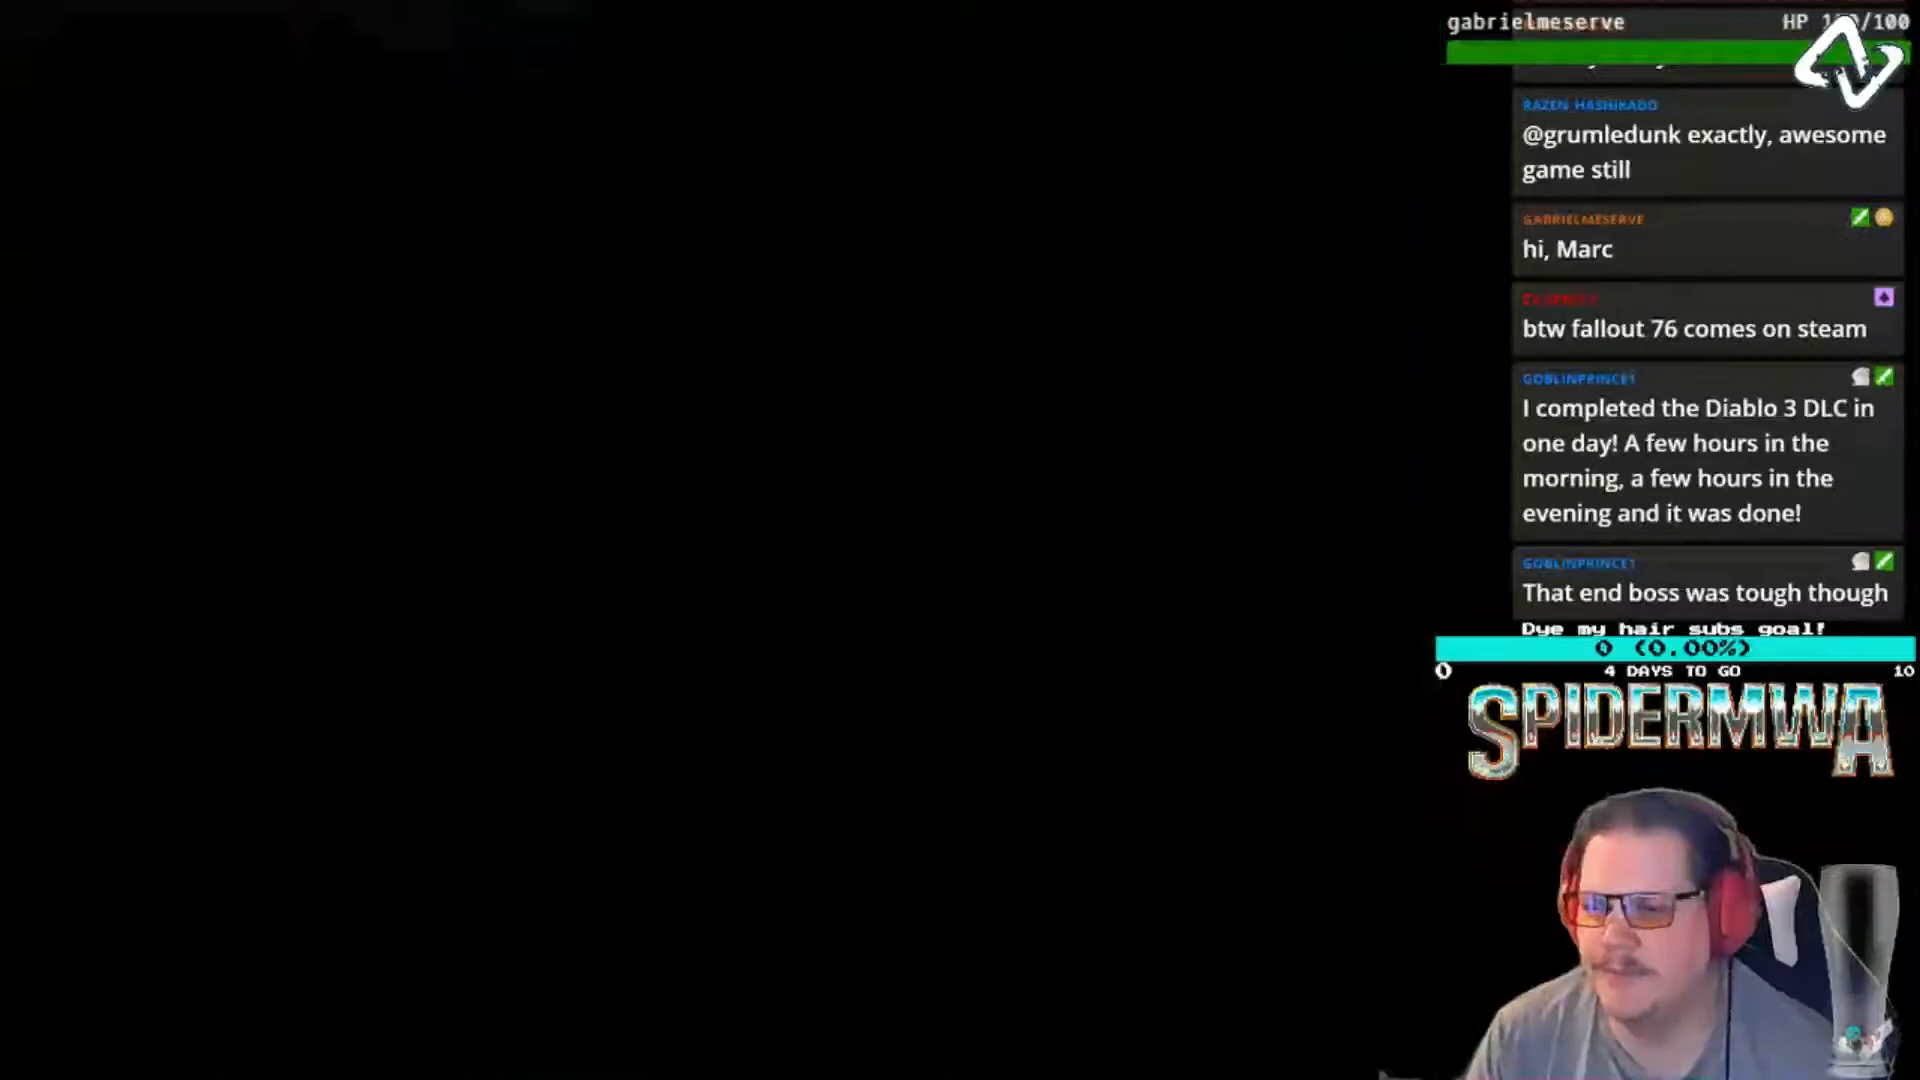 gabrielmeserve HP /100
RAZEN_HASHIKADO
@grumledunk exactly, awesome
game still
GABRIELMESERVE
hi, Marc
btw fallout 76 comes on steam
GOBLINPRINCE1
I completed the Diablo 3 DLC in
one day! A few hours in the
morning, a few hours in the
evening and it was done!
GOBLINPRINCE1
That end boss was tough though
Dye my hair subs goal!
0 (0.00%)
0 4 DAYS TO GO 10
SPIDERMWA